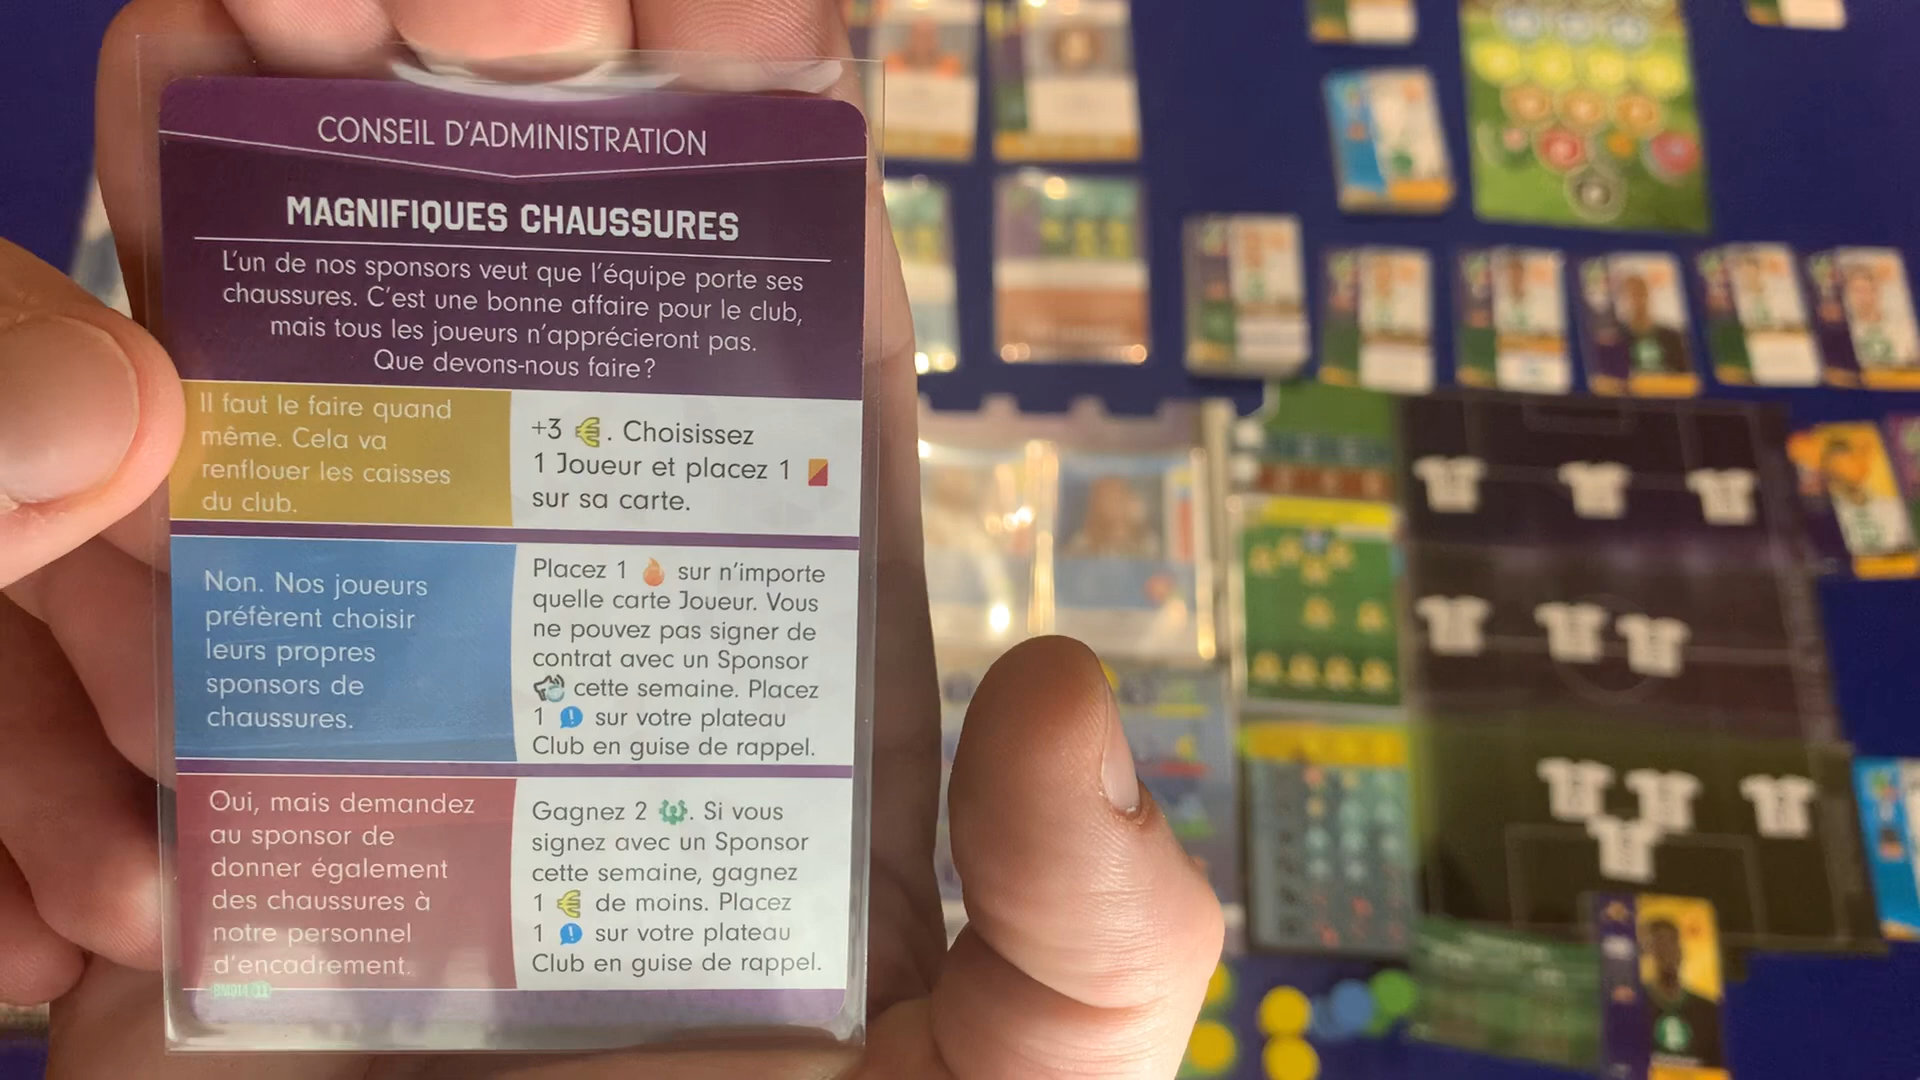 CONSEIL D'ADMINISTRATION
MAGNIFIQUES CHAUSSURES
L'un de nos sponsors veut que l'équipe porte ses
chaussures. C'est une bonne affaire pour le club,
mais tous les joueurs n'apprécieront pas.
Que devons-nous faire ?
Il faut le faire quand
même. Cela va
renflouer les caisses
du club.
+3 €. Choisissez
1 Joueur et placez 1
sur sa carte.
Non. Nos joueurs
préfèrent choisir
leurs propres
sponsors de
chaussures.
Placez 1 sur n'importe
quelle carte Joueur. Vous
ne pouvez pas signer de
contrat avec un Sponsor
cette semaine. Placez
1 sur votre plateau
Club en guise de rappel.
Oui, mais demandez
au sponsor de
donner également
des chaussures à
notre personnel
d'encadrement.
Gagnez 2. Si vous
signez avec un Sponsor
cette semaine, gagnez
1 € de moins. Placez
1 sur votre plateau
Club en guise de rappel.